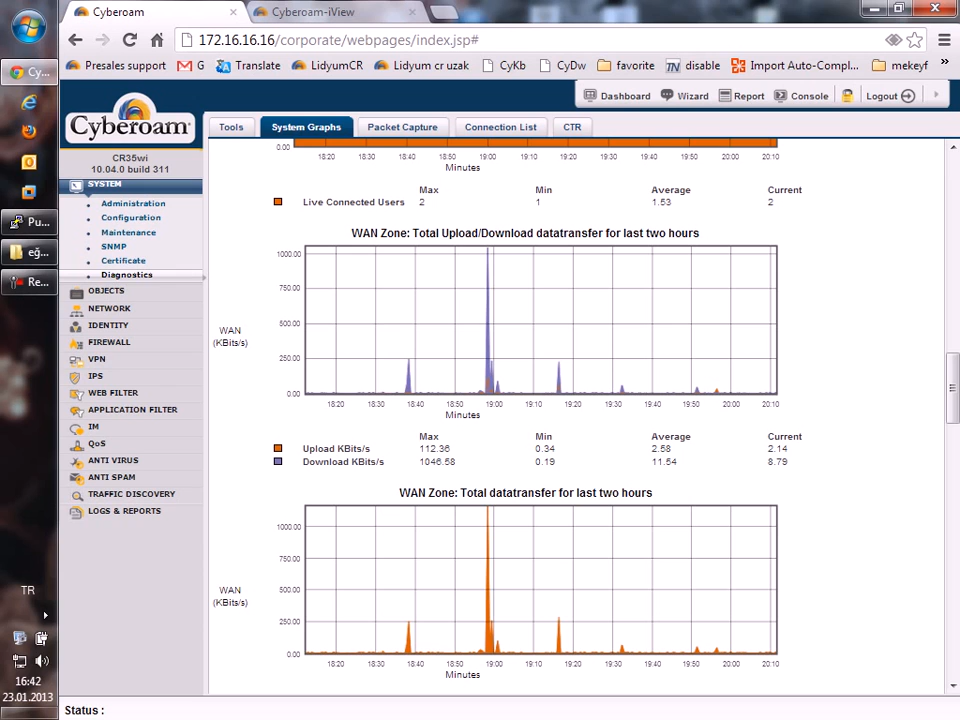 Cyberoam
Cyberoam-iView
172.16.16.16/corporate/webpages/index.jsp#
Presales support
G
Translate
LidyumCR
Lidyum cr uzak
CyKb
CyDw
favorite
disable
Import Auto-Compl...
mekeyf
»
Cy...
Pu...
eğ...
Re...
TR
16:42
23.01.2013
Cyberoam
Dashboard
Wizard
Report
Console
Logout
CR35wi
10.04.0 build 311
SYSTEM
Administration
Configuration
Maintenance
SNMP
Certificate
Diagnostics
OBJECTS
NETWORK
IDENTITY
FIREWALL
VPN
IPS
WEB FILTER
APPLICATION FILTER
IM
QoS
ANTI VIRUS
ANTI SPAM
TRAFFIC DISCOVERY
LOGS & REPORTS
Tools
System Graphs
Packet Capture
Connection List
CTR
0.00
18:20 18:30 18:40 18:50 19:00 19:10 19:20 19:30 19:40 19:50 20:00 20:10
Minutes
Max Min Average Current
Live Connected Users 2 1 1.53 2
WAN Zone: Total Upload/Download datatransfer for last two hours
1000.00
750.00
500.00
250.00
0.00
WAN
(KBits/s)
18:20 18:30 18:40 18:50 19:00 19:10 19:20 19:30 19:40 19:50 20:00 20:10
Minutes
Max Min Average Current
Upload KBits/s 112.36 0.34 2.58 2.14
Download KBits/s 1046.58 0.19 11.54 8.79
WAN Zone: Total datatransfer for last two hours
1000.00
750.00
500.00
250.00
0.00
WAN
(KBits/s)
18:20 18:30 18:40 18:50 19:00 19:10 19:20 19:30 19:40 19:50 20:00 20:10
Minutes
Status :